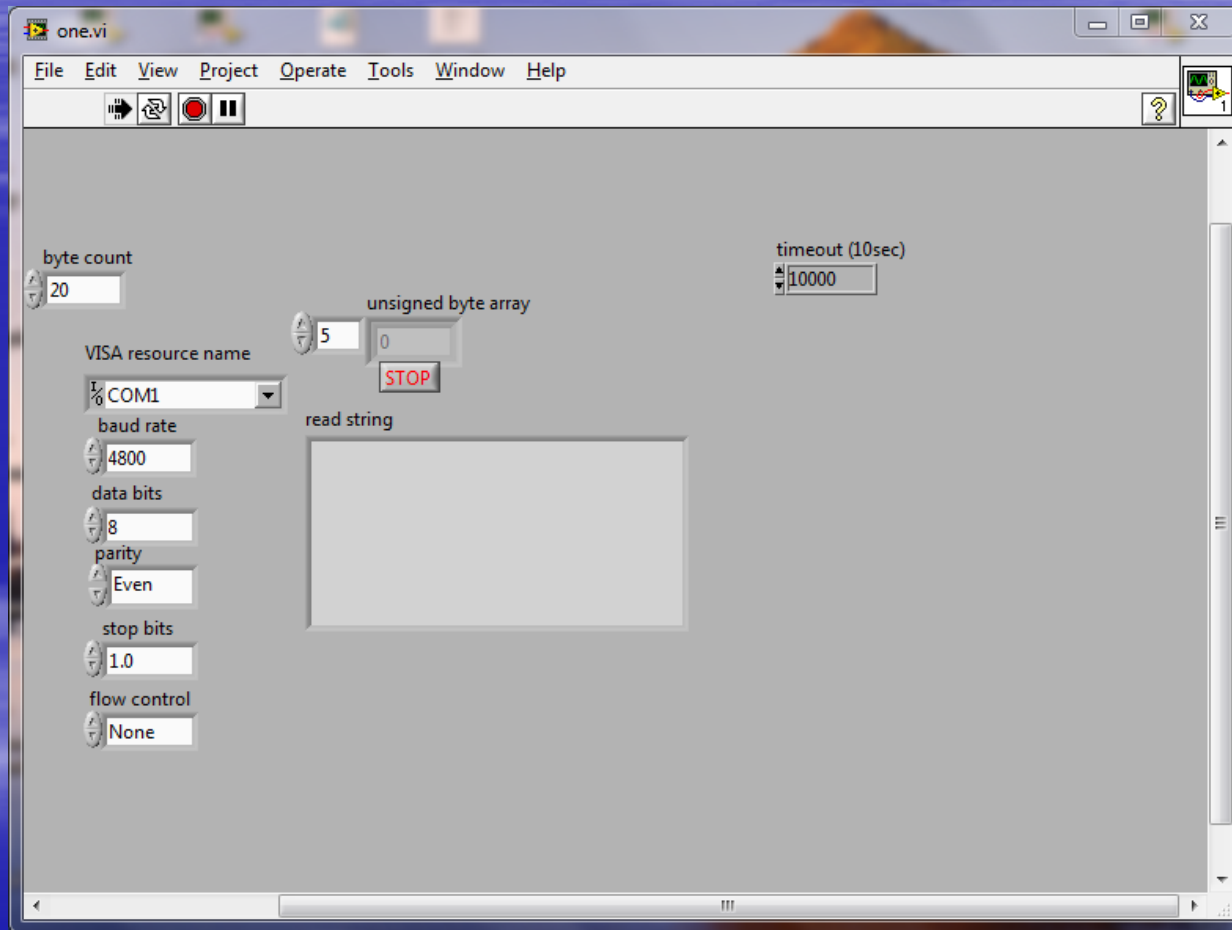 one.vi
File Edit View Project Operate Tools Window Help
1
timeout (10sec)
10000
byte count
20
unsigned byte array
5
0
STOP
VISA resource name
I/O COM1
baud rate
4800
data bits
8
parity
Even
stop bits
1.0
flow control
None
read string